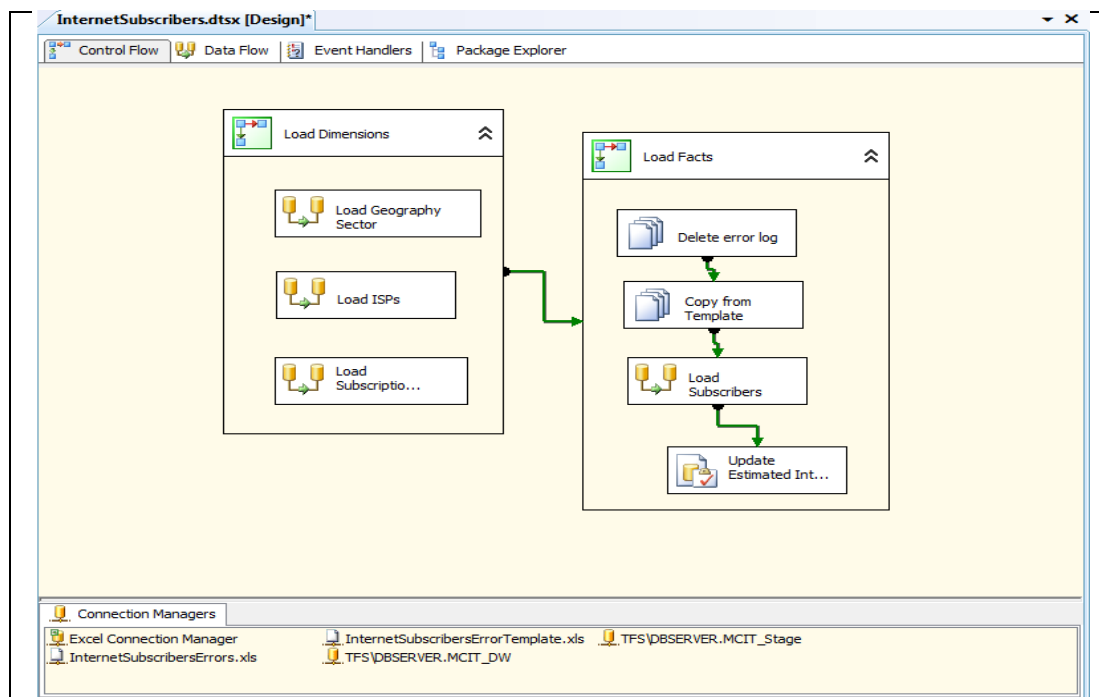 InternetSubscribers.dtsx [Design]*
Control Flow Data Flow Event Handlers Package Explorer
Load Dimensions
Load Geography
Sector
Load ISPs
Load
Subscriptio...
Load Facts
Delete error log
Copy from
Template
Load
Subscribers
Update
Estimated Int...
Connection Managers
Excel Connection Manager InternetSubscribersErrorTemplate.xls TFS\DBSERVER.MCIT_Stage
InternetSubscribersErrors.xls TFS\DBSERVER.MCIT_DW